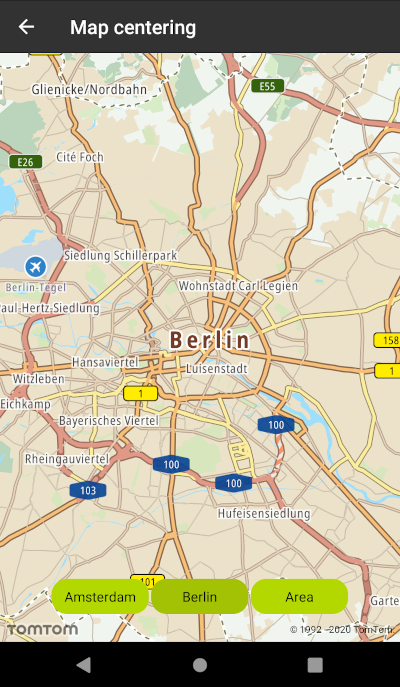 Map centering
Glienicke/Nordbahn
E55
Cité Foch
E26
Siedlung Schillerpark
Berlin-Tegel
Wohnstadt Carl Legien
Paul-Hertz-Siedlung
Berlin
158
Hansaviertel
Luisenstadt
1
Witzleben
1
Eichkamp
Bayerisches Viertel
100
Rheingauviertel
100
100
103
Hufeisensiedlung
101
Amsterdam
Berlin
Area
Garte
TOMTOM
© 1992 - 2020 TomTom.